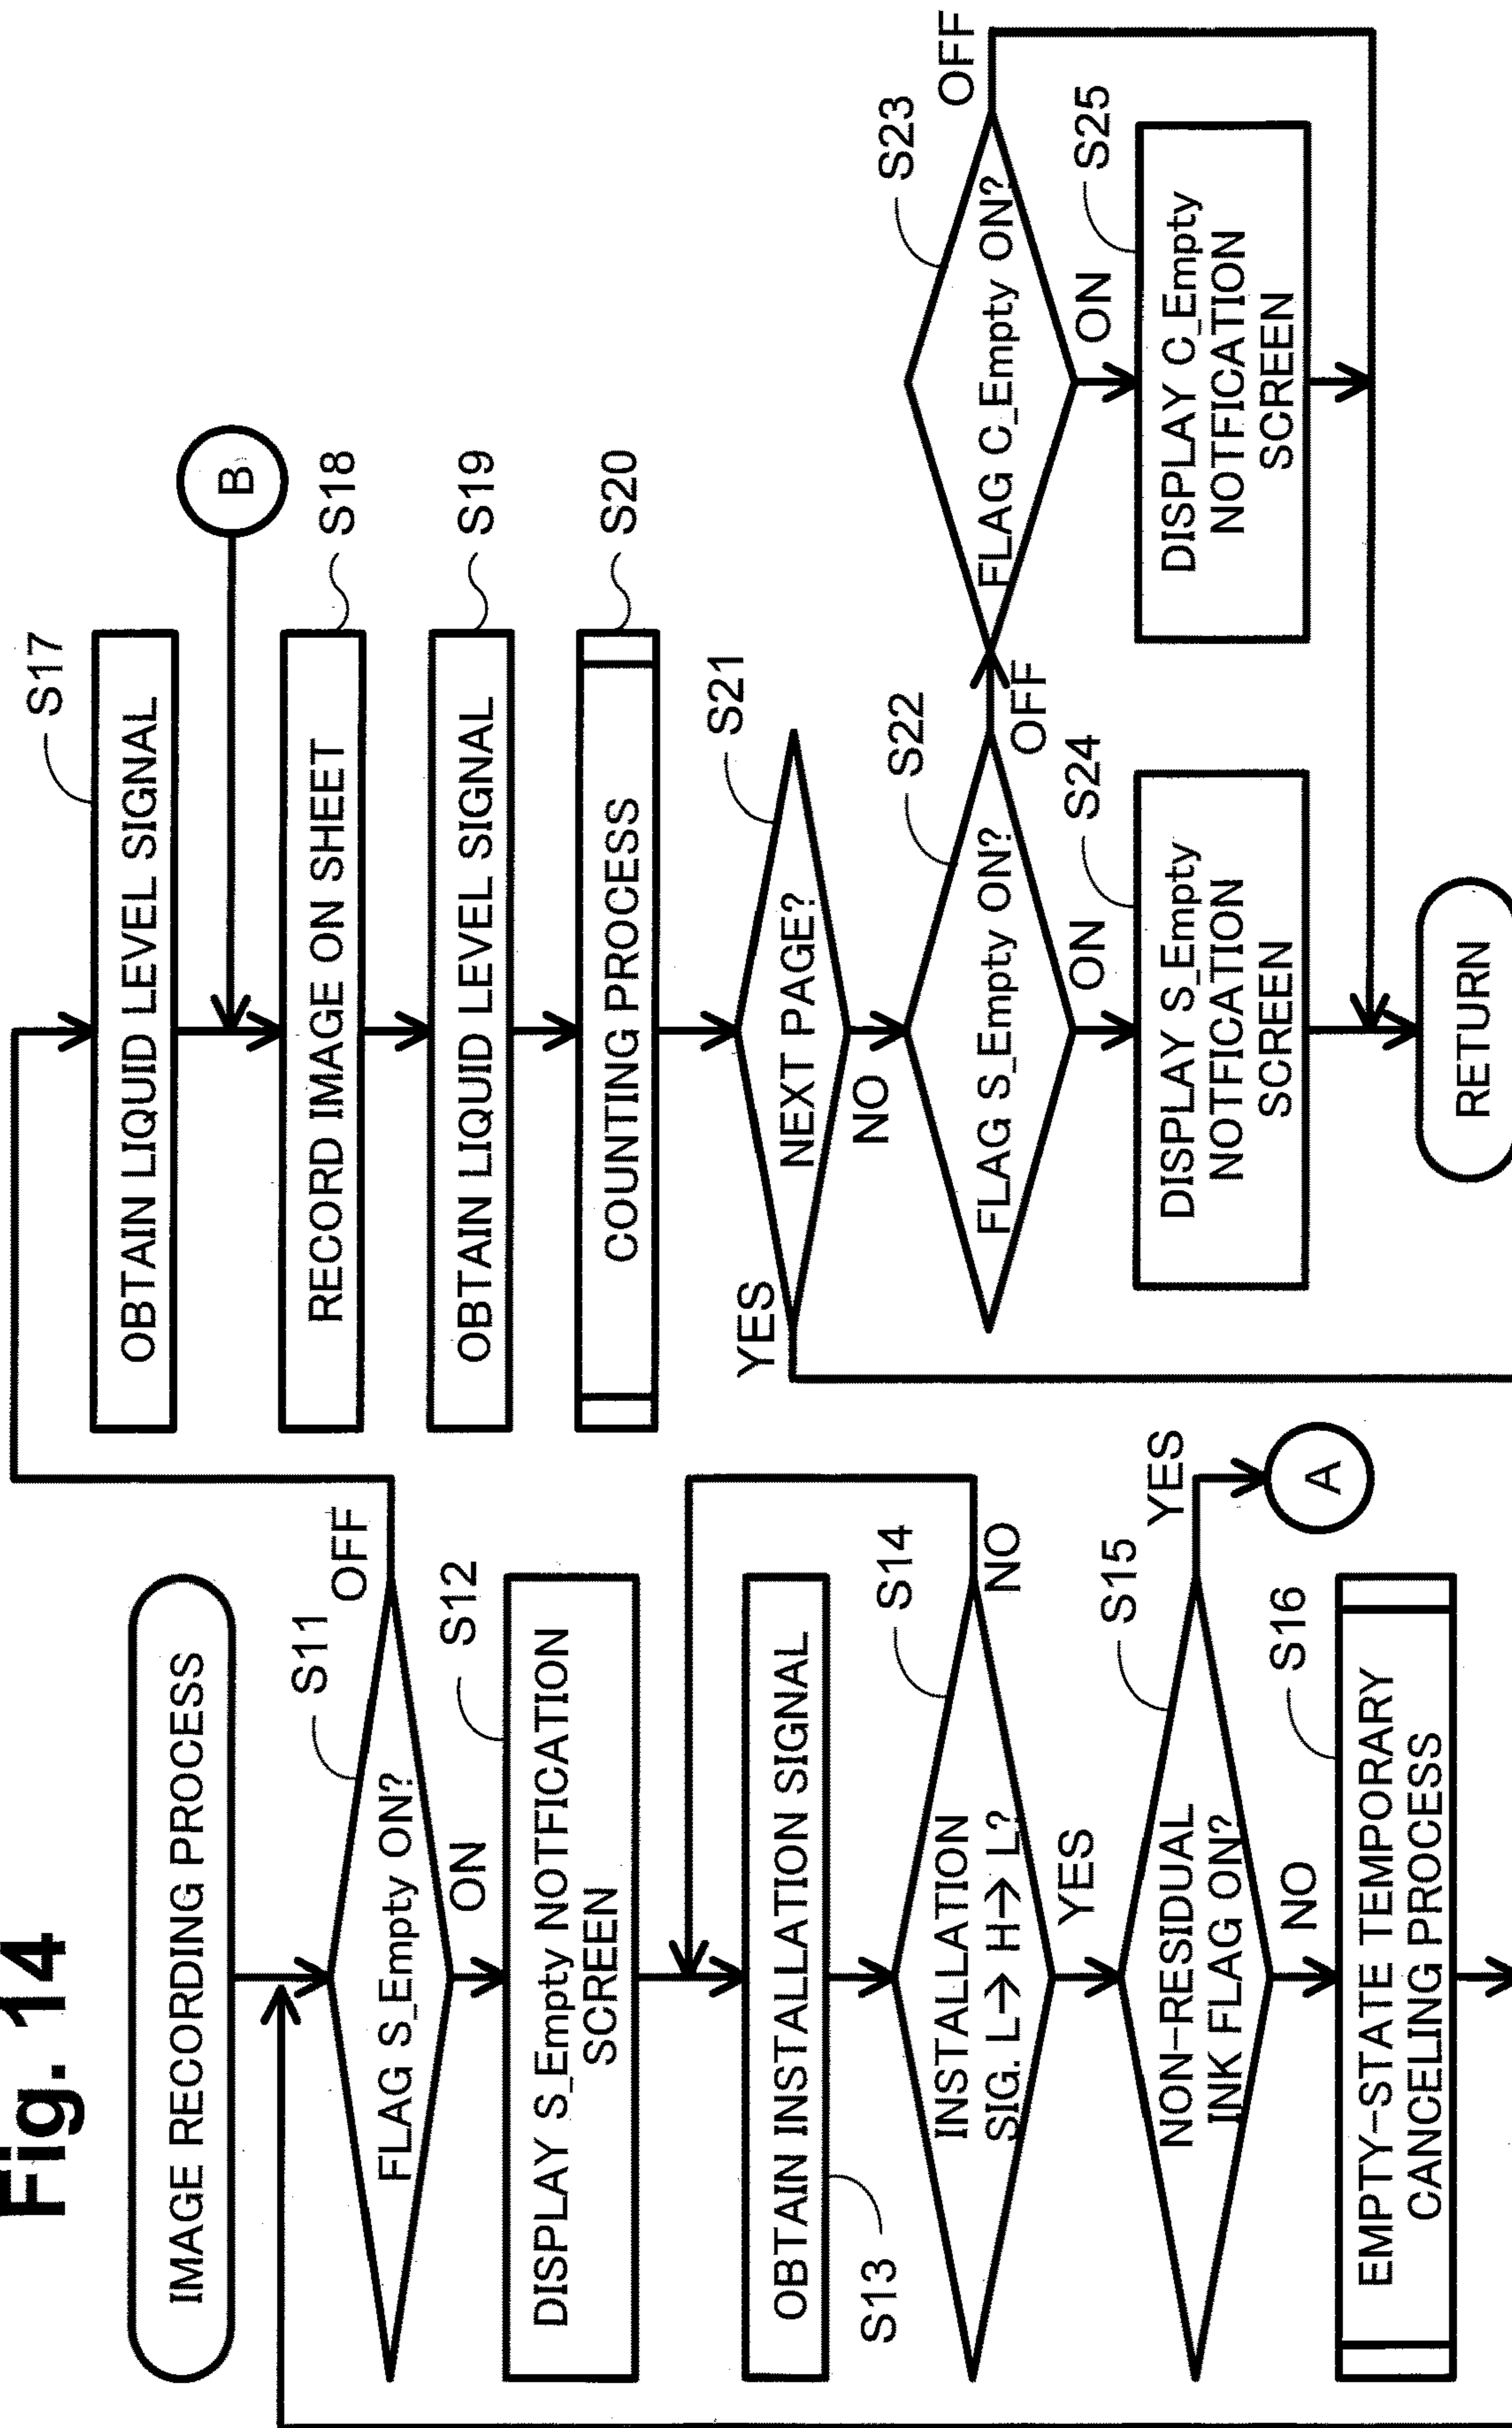 Fig. 14
IMAGE RECORDING PROCESS
S11
FLAG S_Empty ON?
OFF
ON
S12
DISPLAY S_Empty NOTFICATION
SCREEN
OBTAIN INSTALLATION SIGNAL
S13
S14
INSTALLATION
SIG. L→ H→ L?
NO
YES
S15
NON-RESIDUAL
INK FLAG ON?
YES
A
NO
S16
EMPTY-STATE TEMPORARY
CANCELING PROCESS
S17
OBTAIN LIQUID LEVEL SIGNAL
B
RECORD IMAGE ON SHEET
S18
OBTAIN LIQUID LEVEL SIGNAL
S19
COUNTING PROCESS
S20
S21
NEXT PAGE?
YES
NO
S22
FLAG S_Empty ON?
OFF
ON
S23
FLAG C_Empty ON?
OFF
ON
S24
DISPLAY S_Empty
NOTFICATION
SCREEN
S25
DISPLAY C_Empty
NOTFICATION
SCREEN
RETURN